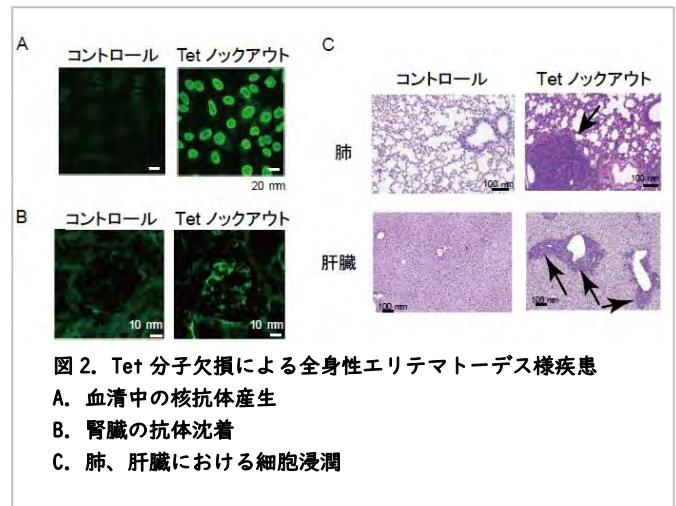 A
コントロール Tet ノックアウト
20 mm
B
コントロール Tet ノックアウト
10 mm 10 mm
C
コントロール Tet ノックアウト
肺
100 nm 100 nm
肝臓
100 nm 100 nm
図 2. Tet 分子欠損による全身性エリテマトーデス様疾患
A. 血清中の核抗体産生
B. 腎臓の抗体沈着
C. 肺、肝臓における細胞浸潤